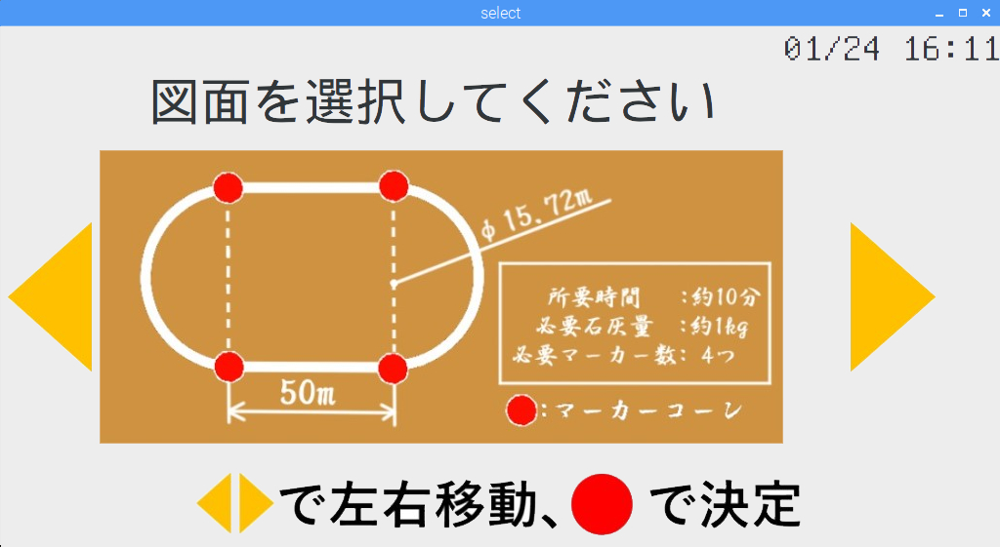 select
01/24 16:11
図面を選択してください
φ15.72m
所要時間　:約10分
必要石灰量　:約1kg
必要マーカー数: 4つ
50m
:マーカーコーン
で左右移動、 で決定